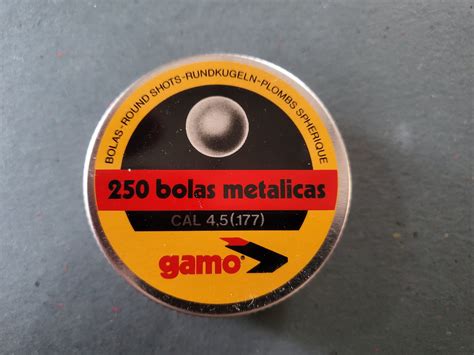 BOLAS-ROUND SHOTS-RUNDKUGELN-PLOMBS SPHERIQUE
250 bolas metalicas
CAL 4,5(.177)
gamo